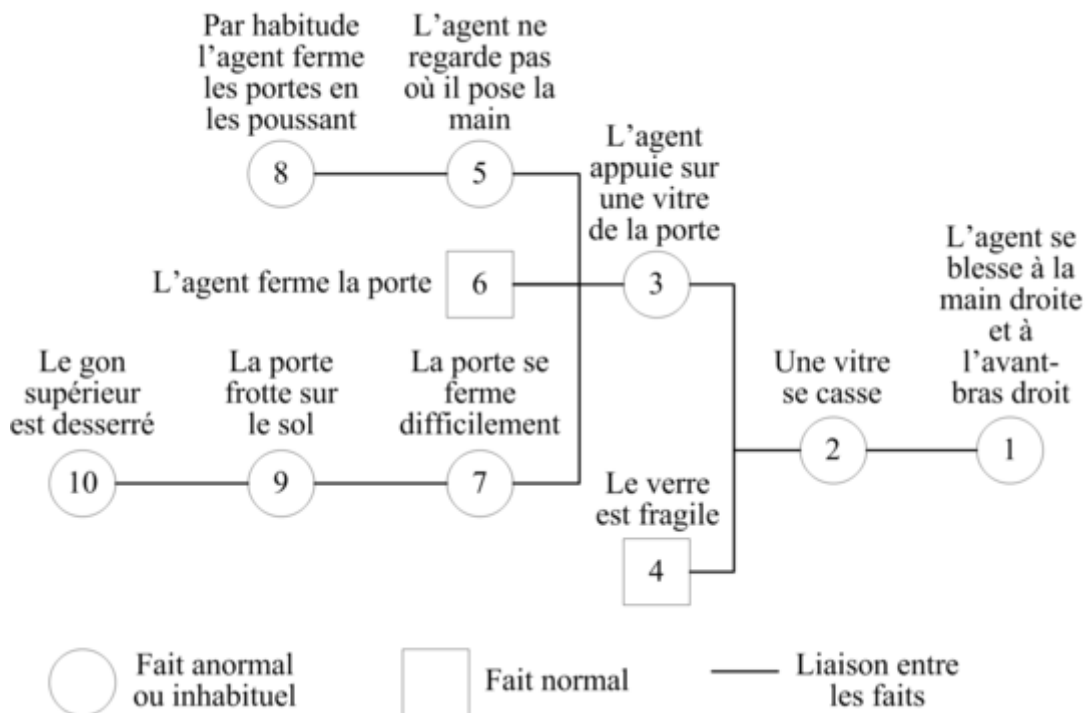 Par habitude
l'agent ferme
les portes en
les poussant
8
L'agent ne
regarde pas
où il pose la
main
5
L'agent
appuie sur
une vitre
de la porte
3
L'agent ferme la porte
6
L'agent se
blesse à la
main droite
et à
l'avant-
bras droit
1
Une vitre
se casse
2
Le gon
supérieur
est desserré
10
La porte
frotte sur
le sol
9
La porte se
ferme
difficilement
7
Le verre
est fragile
4
Fait anormal
ou inhabituel
Fait normal
Liaison entre
les faits